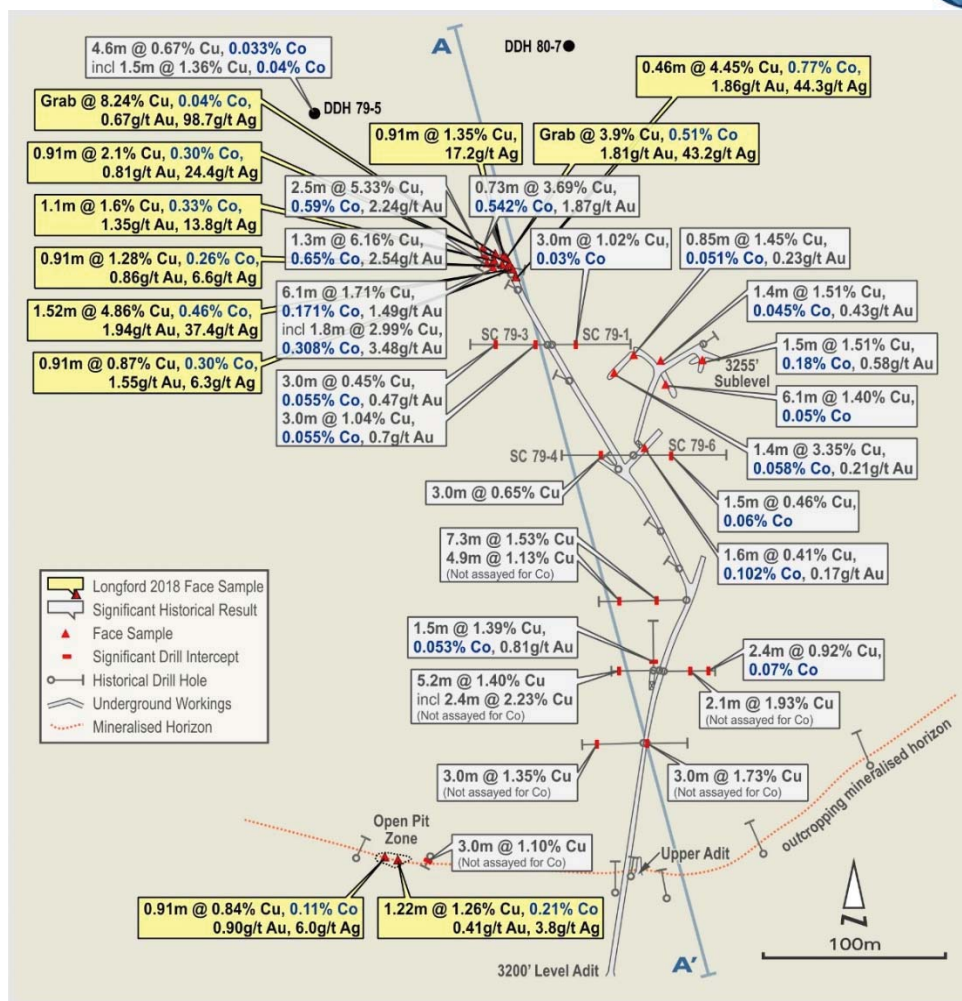 A
DDH 80-7
4.6m @ 0.67% Cu, 0.033% Co
incl 1.5m @ 1.36% Cu, 0.04% Co
DDH 79-5
0.46m @ 4.45% Cu, 0.77% Co,
1.86g/t Au, 44.3g/t Ag
Grab @ 8.24% Cu, 0.04% Co,
0.67g/t Au, 98.7g/t Ag
0.91m @ 1.35% Cu,
17.2g/t Ag
Grab @ 3.9% Cu, 0.51% Co
1.81g/t Au, 43.2g/t Ag
0.91m @ 2.1% Cu, 0.30% Co,
0.81g/t Au, 24.4g/t Ag
2.5m @ 5.33% Cu,
0.59% Co, 2.24g/t Au
0.73m @ 3.69% Cu,
0.542% Co, 1.87g/t Au
1.1m @ 1.6% Cu, 0.33% Co,
1.35g/t Au, 13.8g/t Ag
1.3m @ 6.16% Cu,
0.65% Co, 2.54g/t Au
3.0m @ 1.02% Cu,
0.03% Co
0.85m @ 1.45% Cu,
0.051% Co, 0.23g/t Au
0.91m @ 1.28% Cu, 0.26% Co,
0.86g/t Au, 6.6g/t Ag
6.1m @ 1.71% Cu,
0.171% Co, 1.49g/t Au
incl 1.8m @ 2.99% Cu,
0.308% Co, 3.48g/t Au
1.4m @ 1.51% Cu,
0.045% Co, 0.43g/t Au
1.52m @ 4.86% Cu, 0.46% Co,
1.94g/t Au, 37.4g/t Ag
SC 79-3
SC 79-1
3255'
Sublevel
1.5m @ 1.51% Cu,
0.18% Co, 0.58g/t Au
0.91m @ 0.87% Cu, 0.30% Co,
1.55g/t Au, 6.3g/t Ag
3.0m @ 0.45% Cu,
0.055% Co, 0.47g/t Au
3.0m @ 1.04% Cu,
0.055% Co, 0.7g/t Au
6.1m @ 1.40% Cu,
0.05% Co
SC 79-4
SC 79-6
1.4m @ 3.35% Cu,
0.058% Co, 0.21g/t Au
3.0m @ 0.65% Cu
1.5m @ 0.46% Cu,
0.06% Co
7.3m @ 1.53% Cu
4.9m @ 1.13% Cu
(Not assayed for Co)
1.6m @ 0.41% Cu,
0.102% Co, 0.17g/t Au
Longford 2018 Face Sample
Significant Historical Result
Face Sample
Significant Drill Intercept
Historical Drill Hole
Underground Workings
Mineralised Horizon
1.5m @ 1.39% Cu,
0.053% Co, 0.81g/t Au
5.2m @ 1.40% Cu
incl 2.4m @ 2.23% Cu
(Not assayed for Co)
2.4m @ 0.92% Cu,
0.07% Co
2.1m @ 1.93% Cu
(Not assayed for Co)
3.0m @ 1.35% Cu
(Not assayed for Co)
3.0m @ 1.73% Cu
(Not assayed for Co)
outcropping mineralised horizon
Open Pit
Zone
3.0m @ 1.10% Cu
(Not assayed for Co)
Upper Adit
0.91m @ 0.84% Cu, 0.11% Co
0.90g/t Au, 6.0g/t Ag
1.22m @ 1.26% Cu, 0.21% Co
0.41g/t Au, 3.8g/t Ag
N
100m
3200' Level Adit
A'